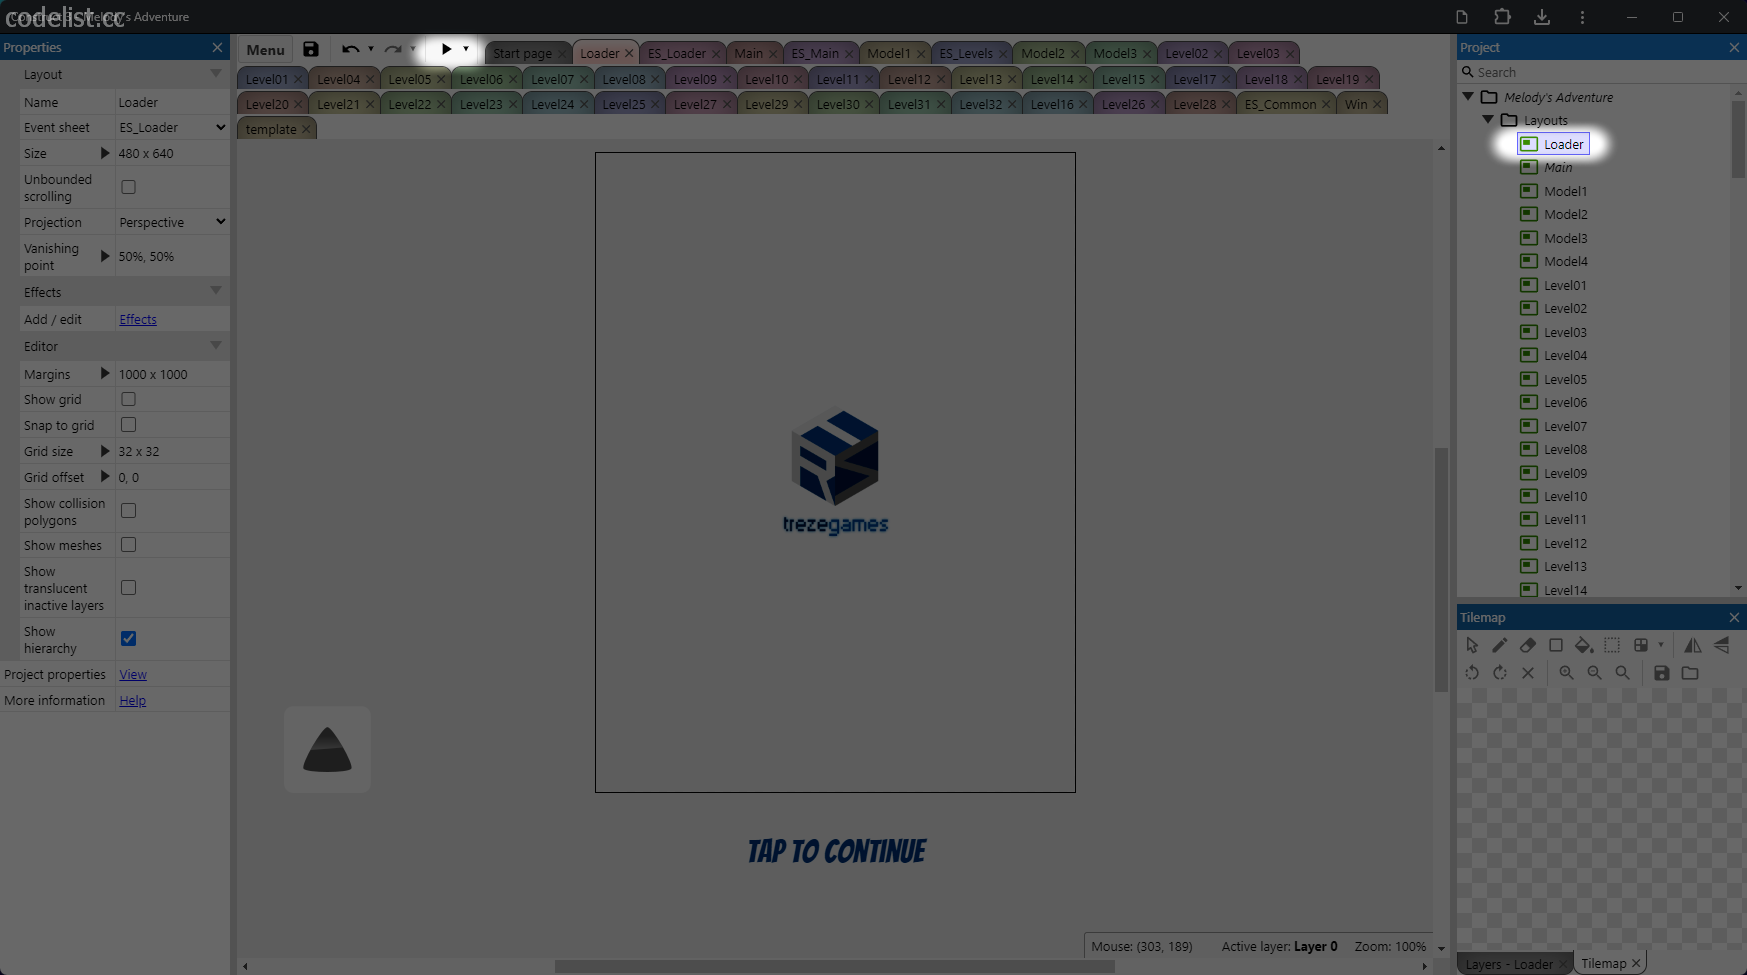 codelist.cc
Construct 3 - Melody's Adventure
Properties
Layout
Name Loader
Event sheet ES_Loader
Size 480 x 640
Unbounded
scrolling
Projection Perspective
Vanishing
point 50%, 50%
Effects
Add / edit Effects
Editor
Margins 1000 x 1000
Show grid
Snap to grid
Grid size 32 x 32
Grid offset 0, 0
Show collision
polygons
Show meshes
Show
translucent
inactive layers
Show
hierarchy
Project properties View
More information Help
Menu
Start page Loader ES_Loader Main ES_Main Model1 ES_Levels Model2 Model3 Level02 Level03
Level01 Level04 Level05 Level06 Level07 Level08 Level09 Level10 Level11 Level12 Level13 Level14 Level15 Level17 Level18 Level19
Level20 Level21 Level22 Level23 Level24 Level25 Level27 Level29 Level30 Level31 Level32 Level16 Level26 Level28 ES_Common Win
template
trezegames
TAP TO CONTINUE
Mouse: (303, 189) Active layer: Layer 0 Zoom: 100%
Project
Search
Melody's Adventure
Layouts
Loader
Main
Model1
Model2
Model3
Model4
Level01
Level02
Level03
Level04
Level05
Level06
Level07
Level08
Level09
Level10
Level11
Level12
Level13
Level14
Tilemap
Layers - Loader Tilemap